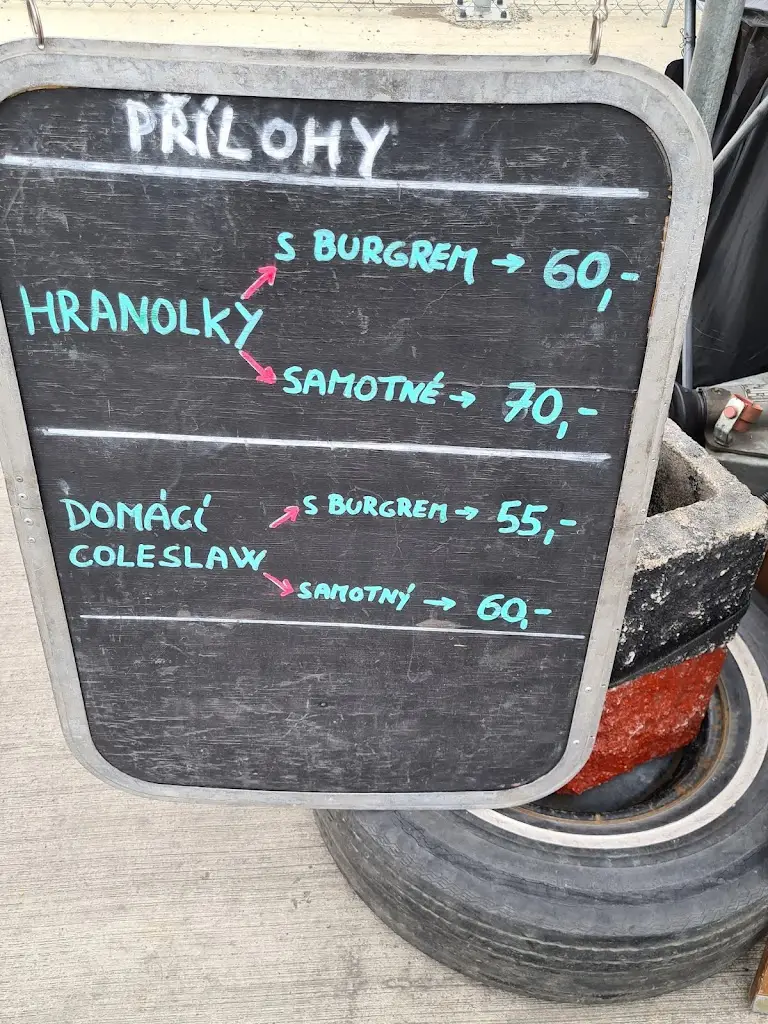 PŘÍLOHY
S BURGREM → 60,-
HRANOLKY
SAMOTNÉ → 70,-
DOMÁCÍ
S BURGREM → 55,-
COLESLAW
SAMOTNÝ → 60,-